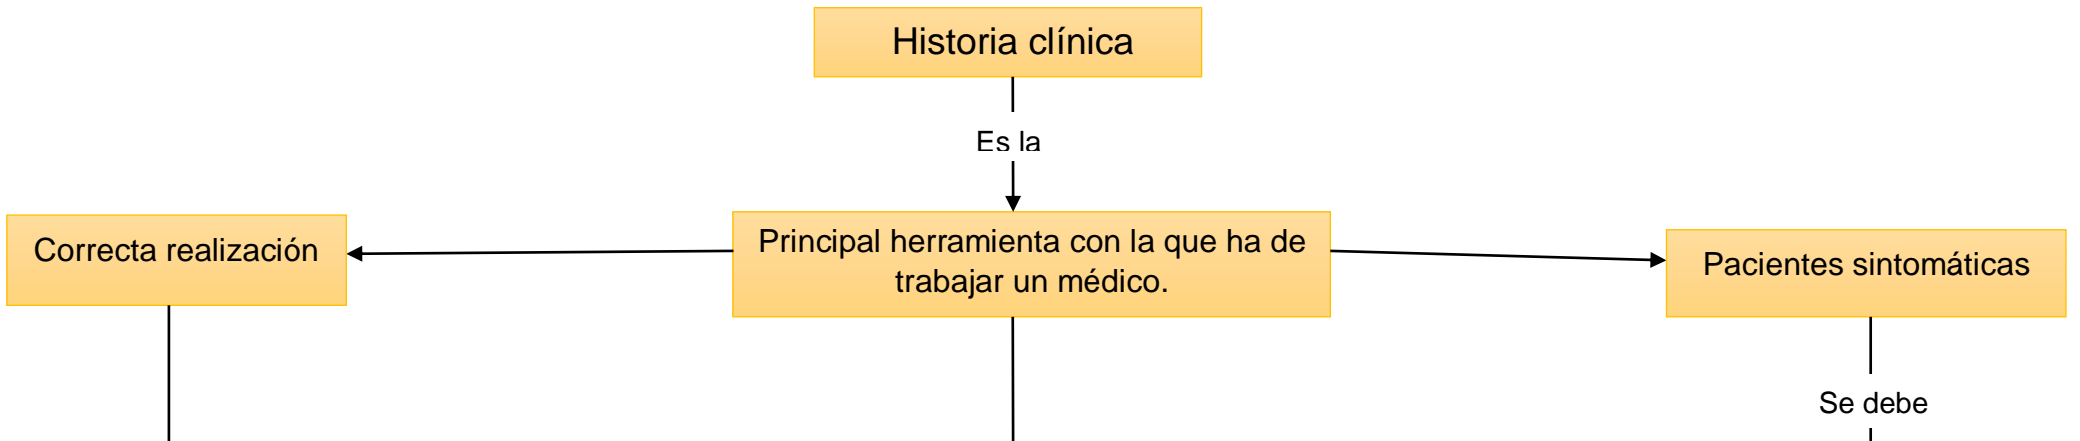 Historia clínica
Es la
Correcta realización
Principal herramienta con la que ha de
trabajar un médico.
Pacientes sintomáticas
Se debe